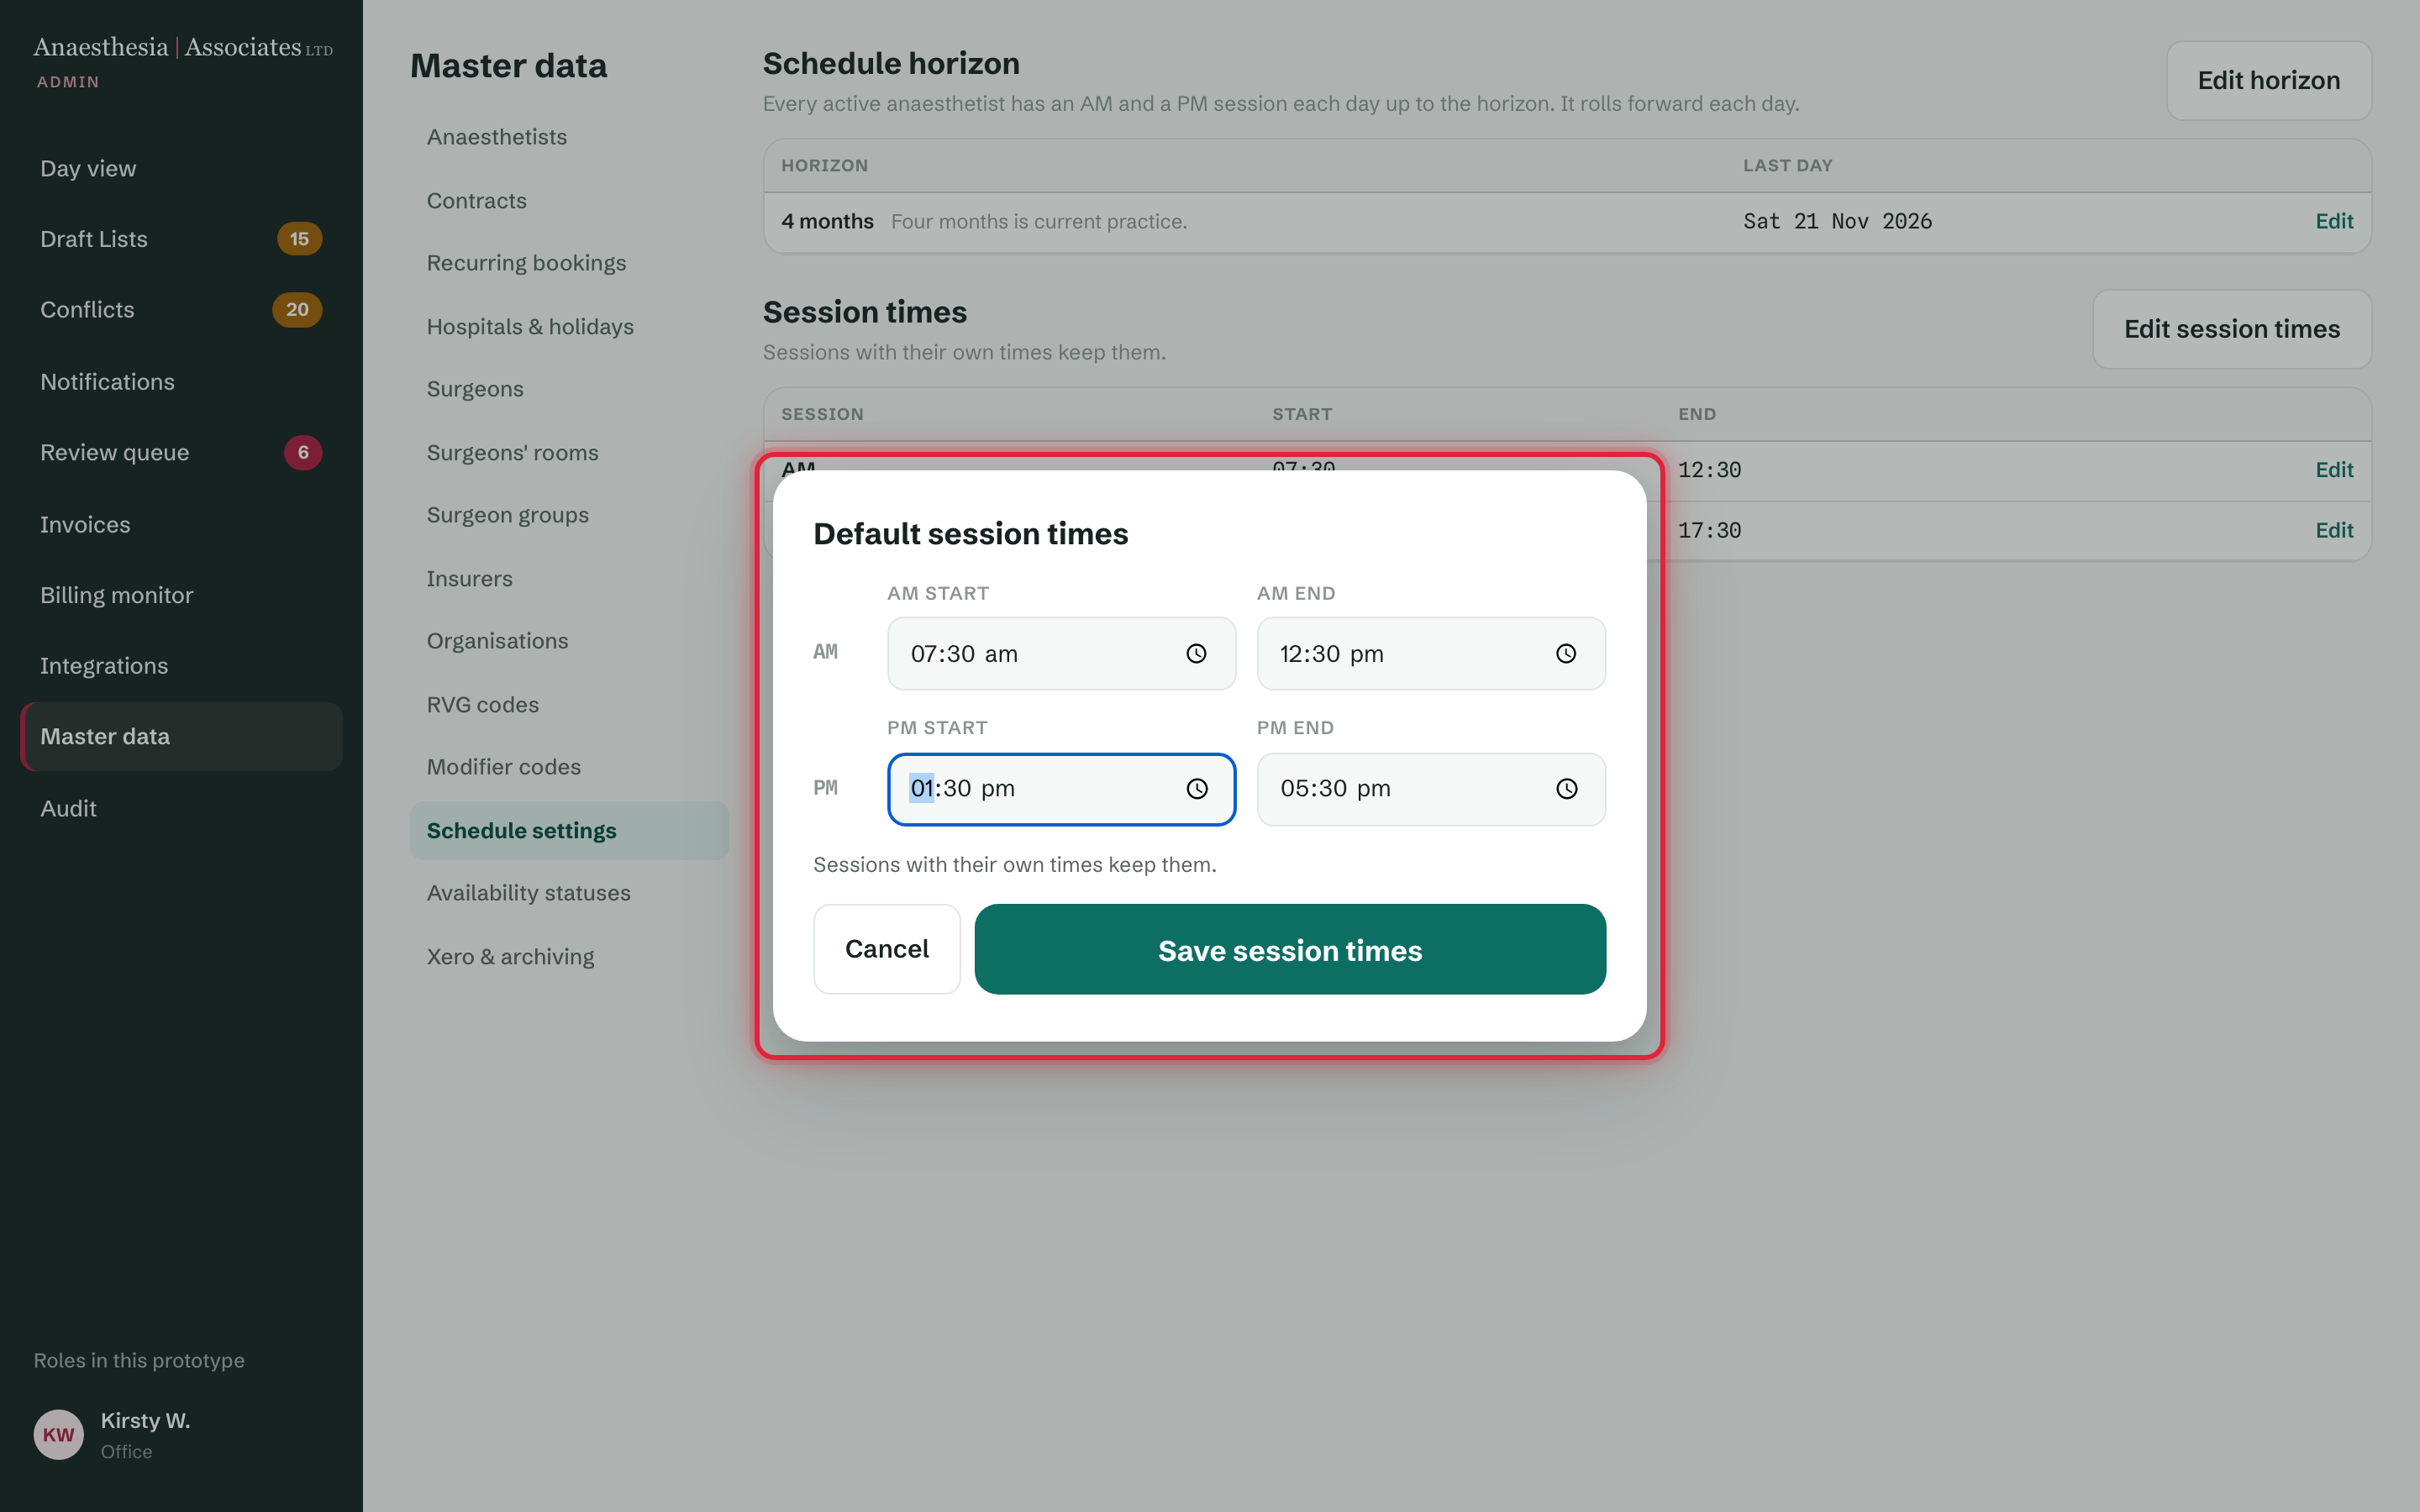 Anaesthesia | Associates LTD
ADMIN
Day view
Draft Lists 15
Conflicts 20
Notifications
Review queue 6
Invoices
Billing monitor
Integrations
Master data
Audit
Roles in this prototype
KW
Kirsty W.
Office
Master data
Anaesthetists
Contracts
Recurring bookings
Hospitals & holidays
Surgeons
Surgeons' rooms
Surgeon groups
Insurers
Organisations
RVG codes
Modifier codes
Schedule settings
Availability statuses
Xero & archiving
Schedule horizon
Every active anaesthetist has an AM and a PM session each day up to the horizon. It rolls forward each day.
Edit horizon
HORIZON LAST DAY
4 months Four months is current practice. Sat 21 Nov 2026 Edit
Session times
Sessions with their own times keep them.
Edit session times
SESSION START END
AM 07:30 12:30 Edit
17:30 Edit
Default session times
AM START AM END
AM 07:30 am 12:30 pm
PM START PM END
PM 01:30 pm 05:30 pm
Sessions with their own times keep them.
Cancel Save session times